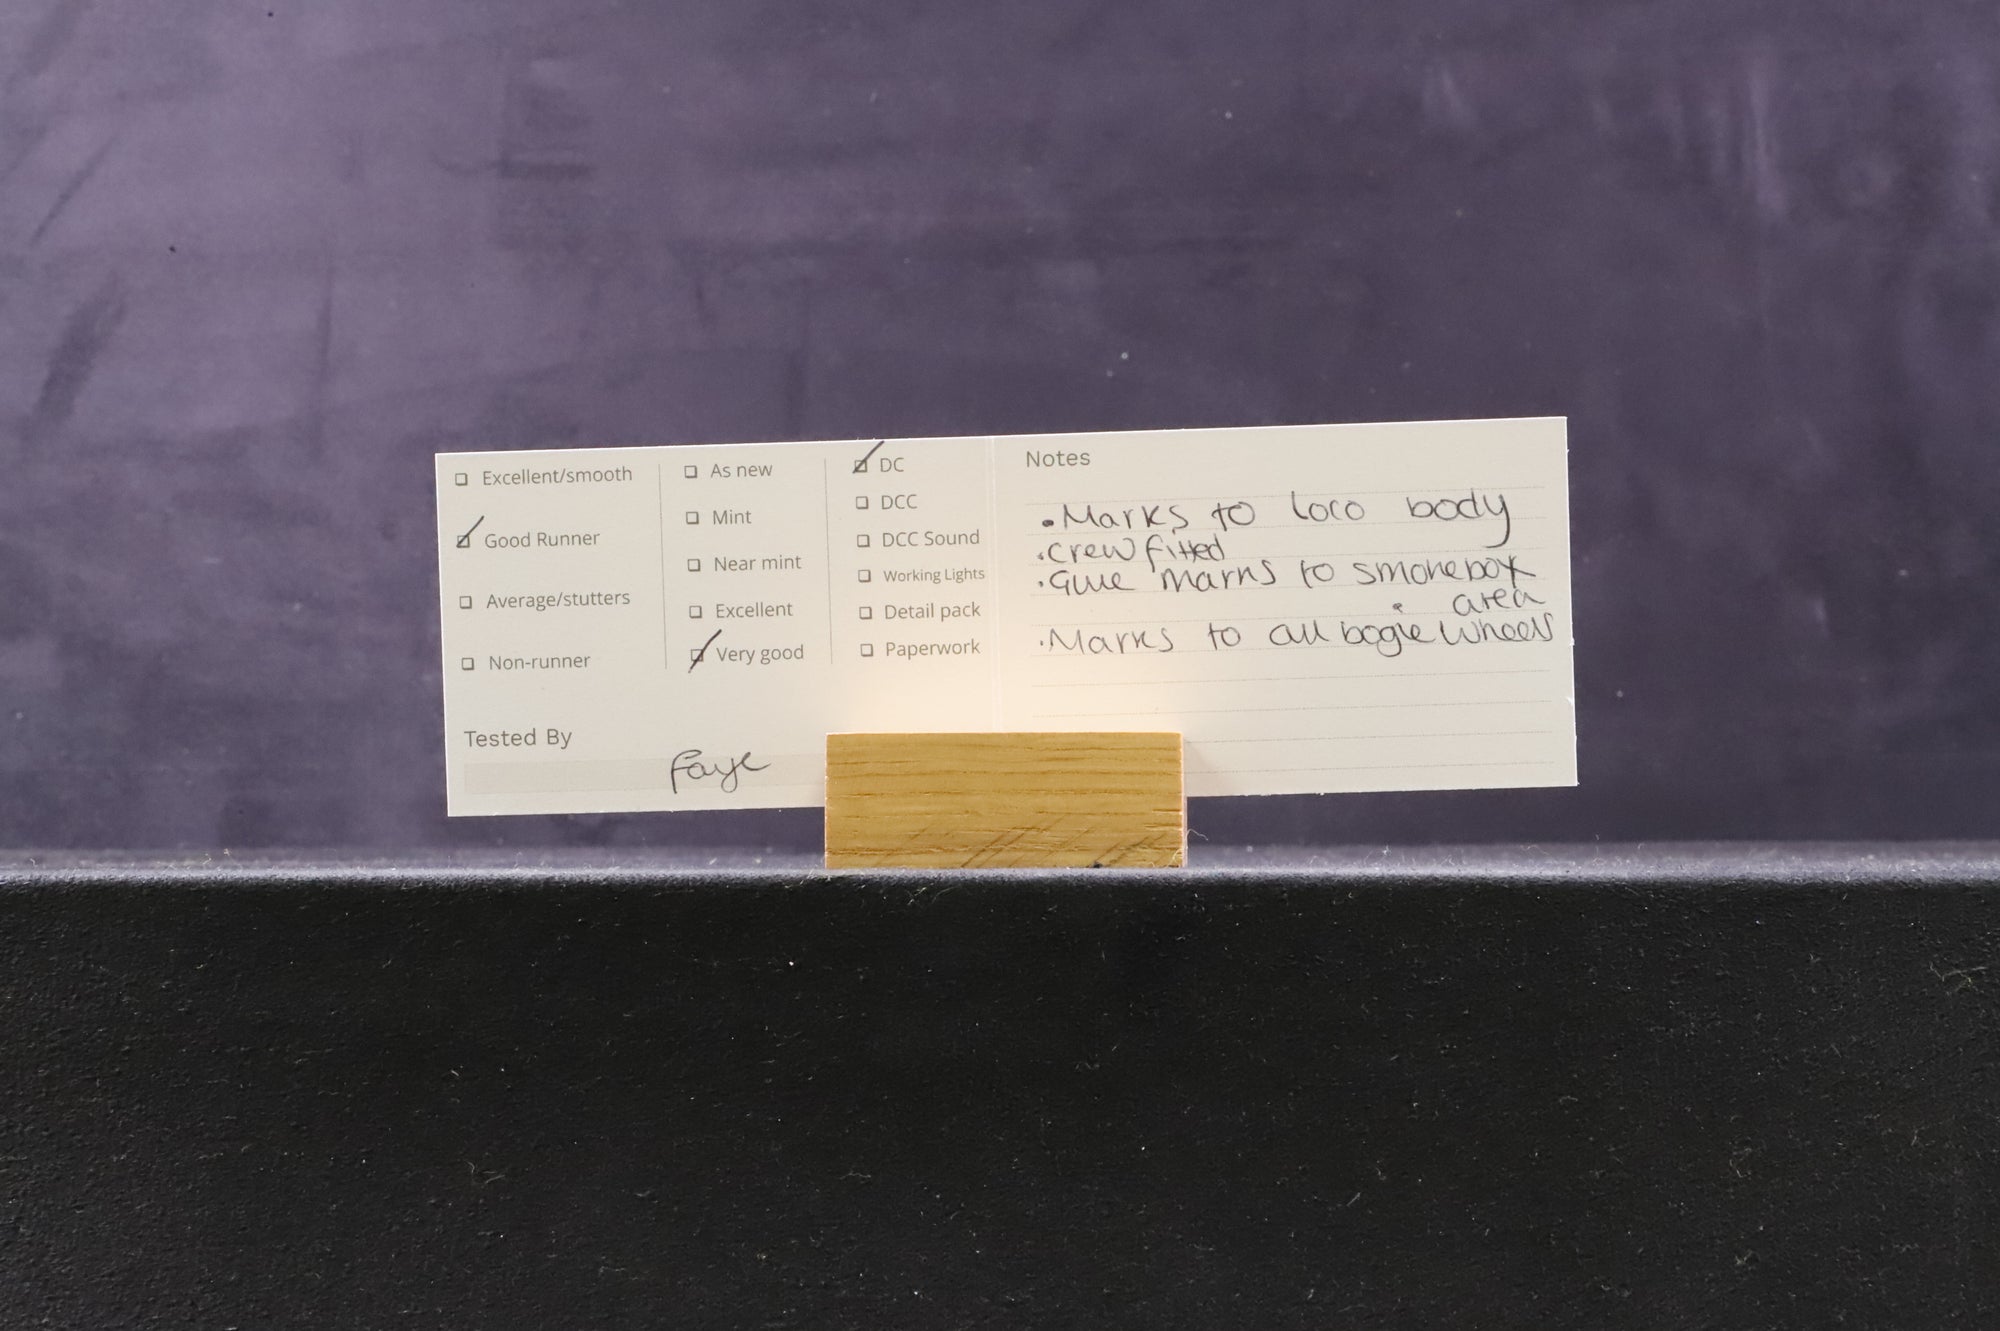 Excellent/smooth
Good Runner
Average/stutters
Non-runner
As new
Mint
Near mint
Excellent
Very good
DC
DCC
DCC Sound
Working Lights
Detail pack
Paperwork
Tested By
Faye
Notes
• Marks to loco body
• crew fitted
• Glue marks to smokebox
area
• Marks to all bogie wheels